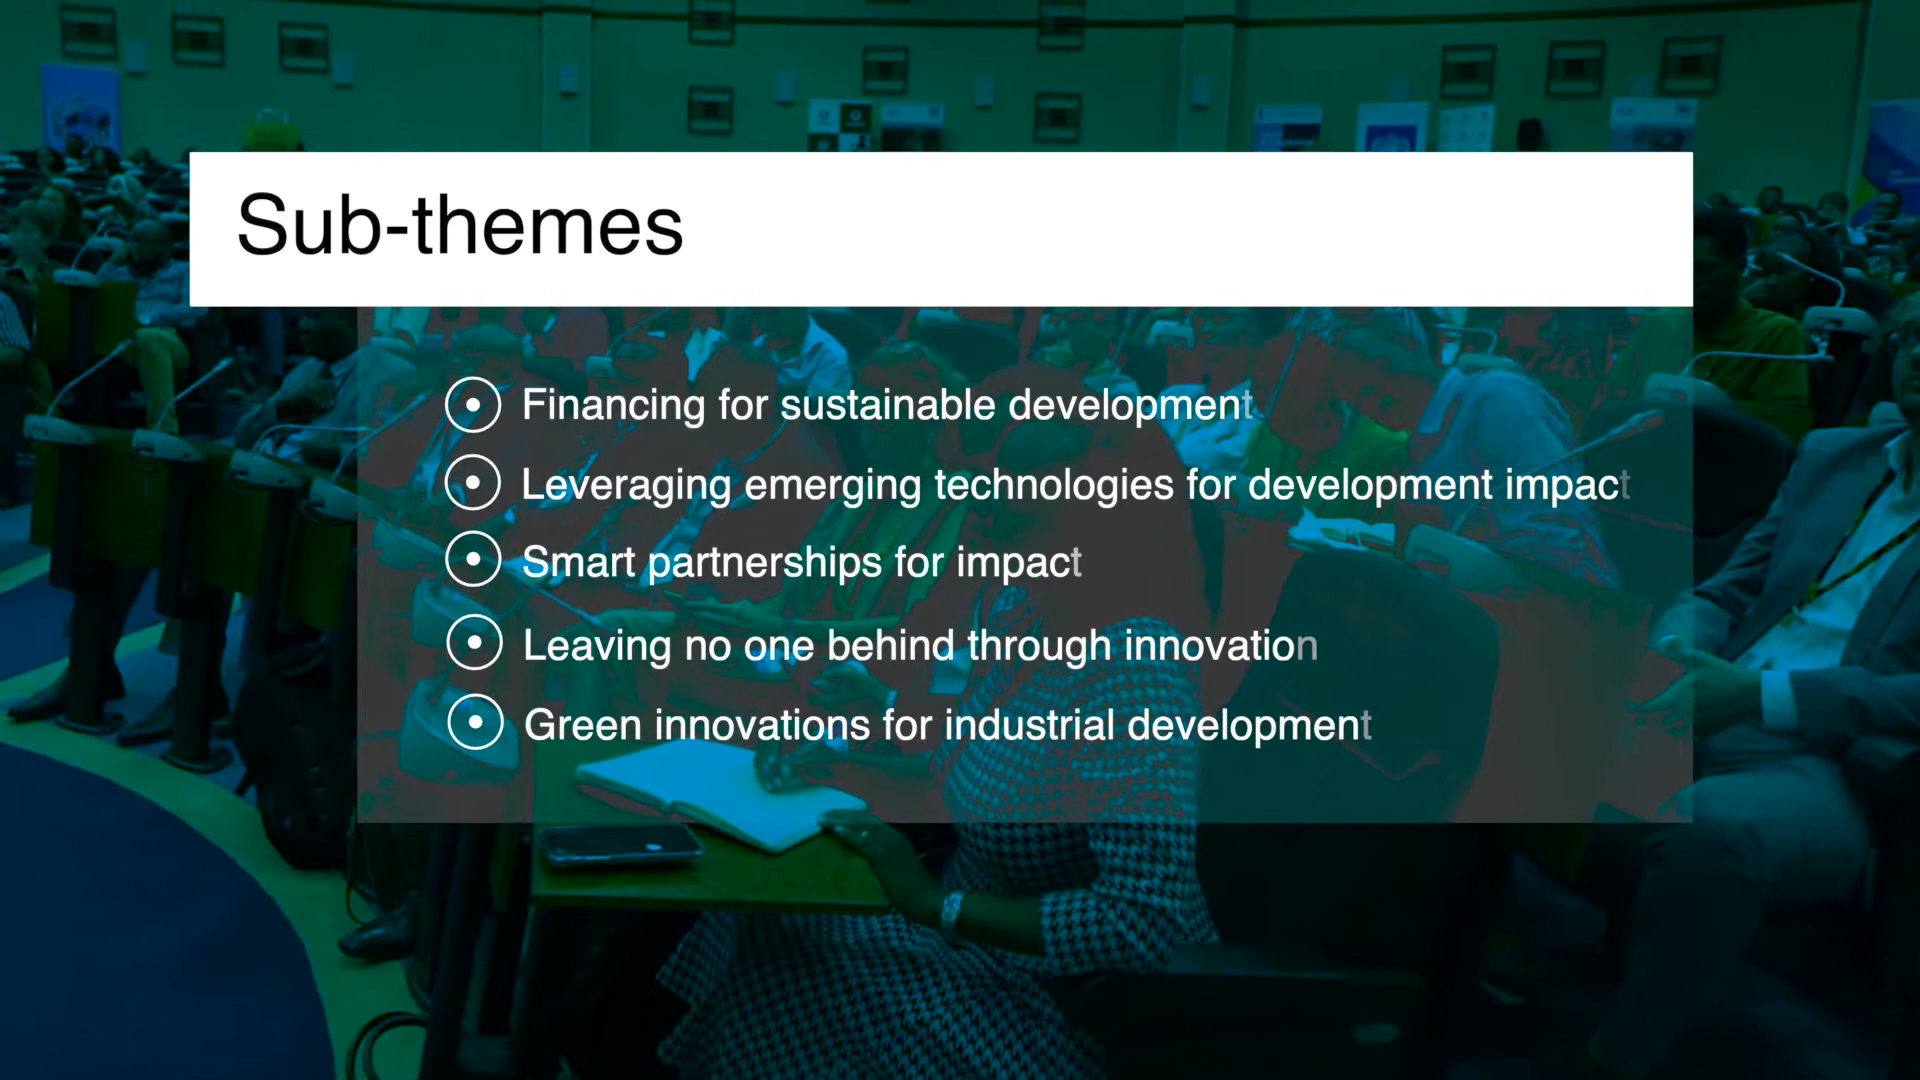 Sub-themes
Financing for sustainable development
Leveraging emerging technologies for development impact
Smart partnerships for impact
Leaving no one behind through innovation
Green innovations for industrial development